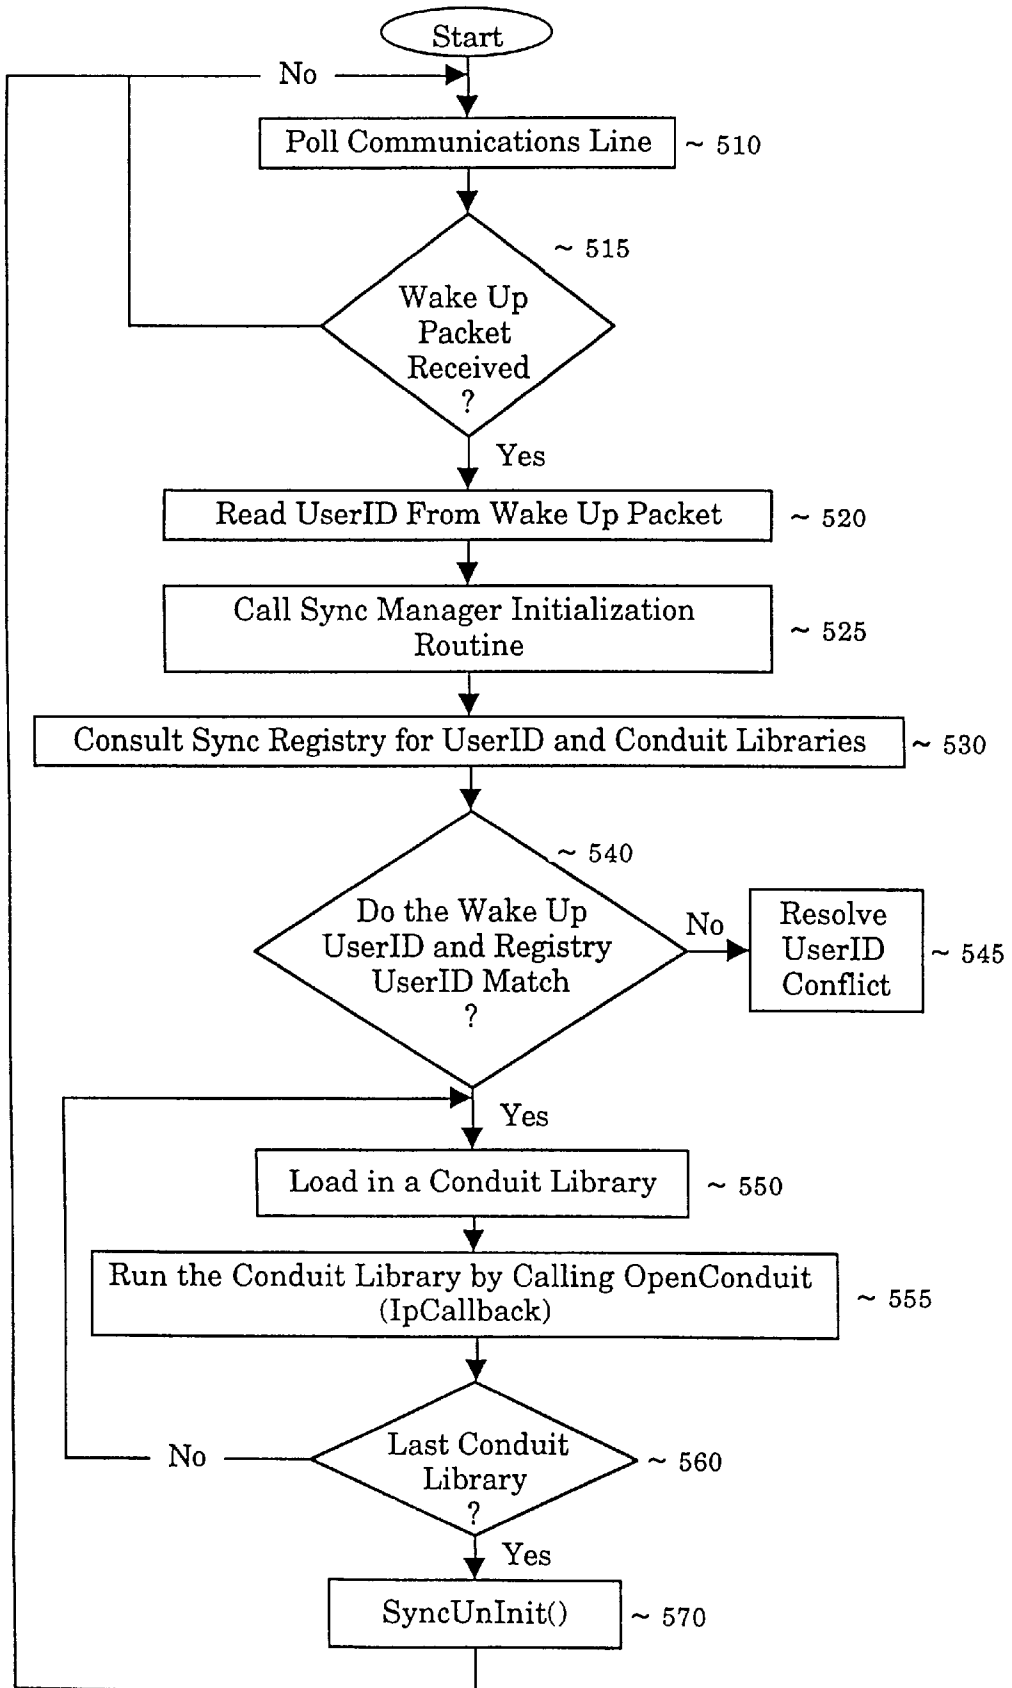 Start
No
Poll Communications Line
~ 510
~ 515
Wake Up
Packet
Received
?
Yes
Read UserID From Wake Up Packet
~ 520
Call Sync Manager Initialization
Routine
~ 525
Consult Sync Registry for UserID and Conduit Libraries
~ 530
~ 540
Do the Wake Up
UserID and Registry
UserID Match
?
No
Resolve
UserID
Conflict
~ 545
Yes
Load in a Conduit Library
~ 550
Run the Conduit Library by Calling OpenConduit
(IpCallback)
~ 555
Last Conduit
Library
?
~ 560
No
Yes
SyncUnInit()
~ 570